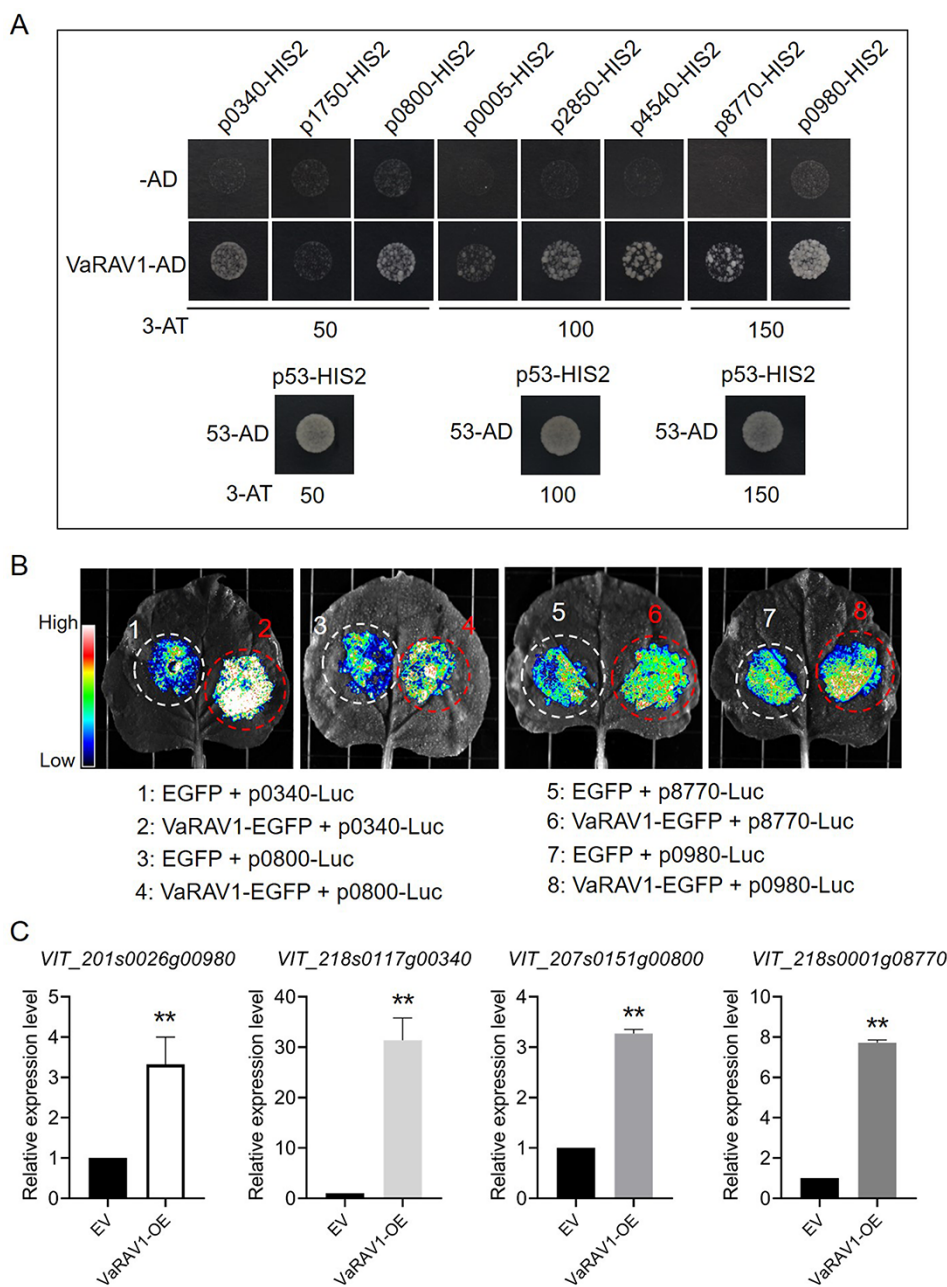 A
p0340-HIS2 p1750-HIS2 p0800-HIS2 p0005-HIS2 p2850-HIS2 p4540-HIS2 p8770-HIS2 p0980-HIS2
-AD
VaRAV1-AD
3-AT 50 100 150
p53-HIS2 p53-HIS2 p53-HIS2
53-AD 53-AD 53-AD
3-AT 50 100 150
B
High
Low
1 2 3 4 5 6 7 8
1: EGFP + p0340-Luc
2: VaRAV1-EGFP + p0340-Luc
3: EGFP + p0800-Luc
4: VaRAV1-EGFP + p0800-Luc
5: EGFP + p8770-Luc
6: VaRAV1-EGFP + p8770-Luc
7: EGFP + p0980-Luc
8: VaRAV1-EGFP + p0980-Luc
C
VIT_201s0026g00980
Relative expression level
5
4
3
2
1
0
**
EV
VaRAV1-OE
VIT_218s0117g00340
Relative expression level
40
30
20
10
0
**
EV
VaRAV1-OE
VIT_207s0151g00800
Relative expression level
4
3
2
1
0
**
EV
VaRAV1-OE
VIT_218s0001g08770
Relative expression level
10
8
6
4
2
0
**
EV
VaRAV1-OE